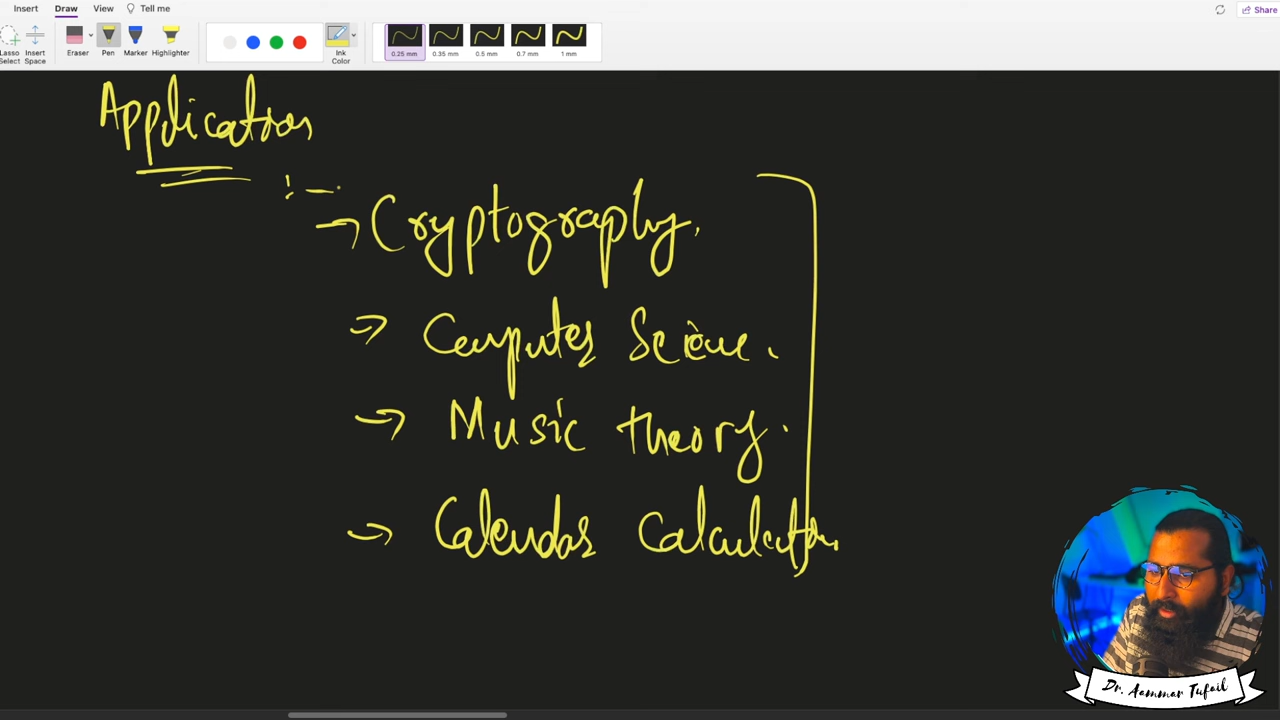 Insert Draw View Tell me Share
Lasso Select Insert Space Eraser Pen Marker Highlighter Ink Color 0.25 mm 0.35 mm 0.5 mm 0.7 mm 1 mm
Applications
:-
→ Cryptography.
→ Computer Science.
→ Music theory.
→ Calendar Calculation
Dr. Aammar Tufail